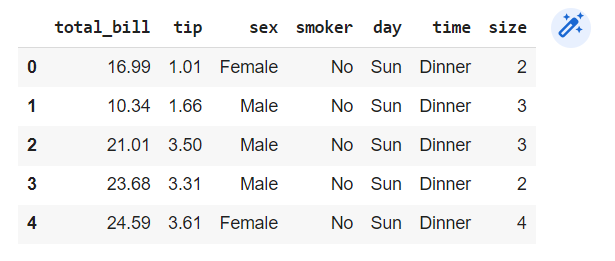 total_bill tip sex smoker day time size
0 16.99 1.01 Female No Sun Dinner 2
1 10.34 1.66 Male No Sun Dinner 3
2 21.01 3.50 Male No Sun Dinner 3
3 23.68 3.31 Male No Sun Dinner 2
4 24.59 3.61 Female No Sun Dinner 4